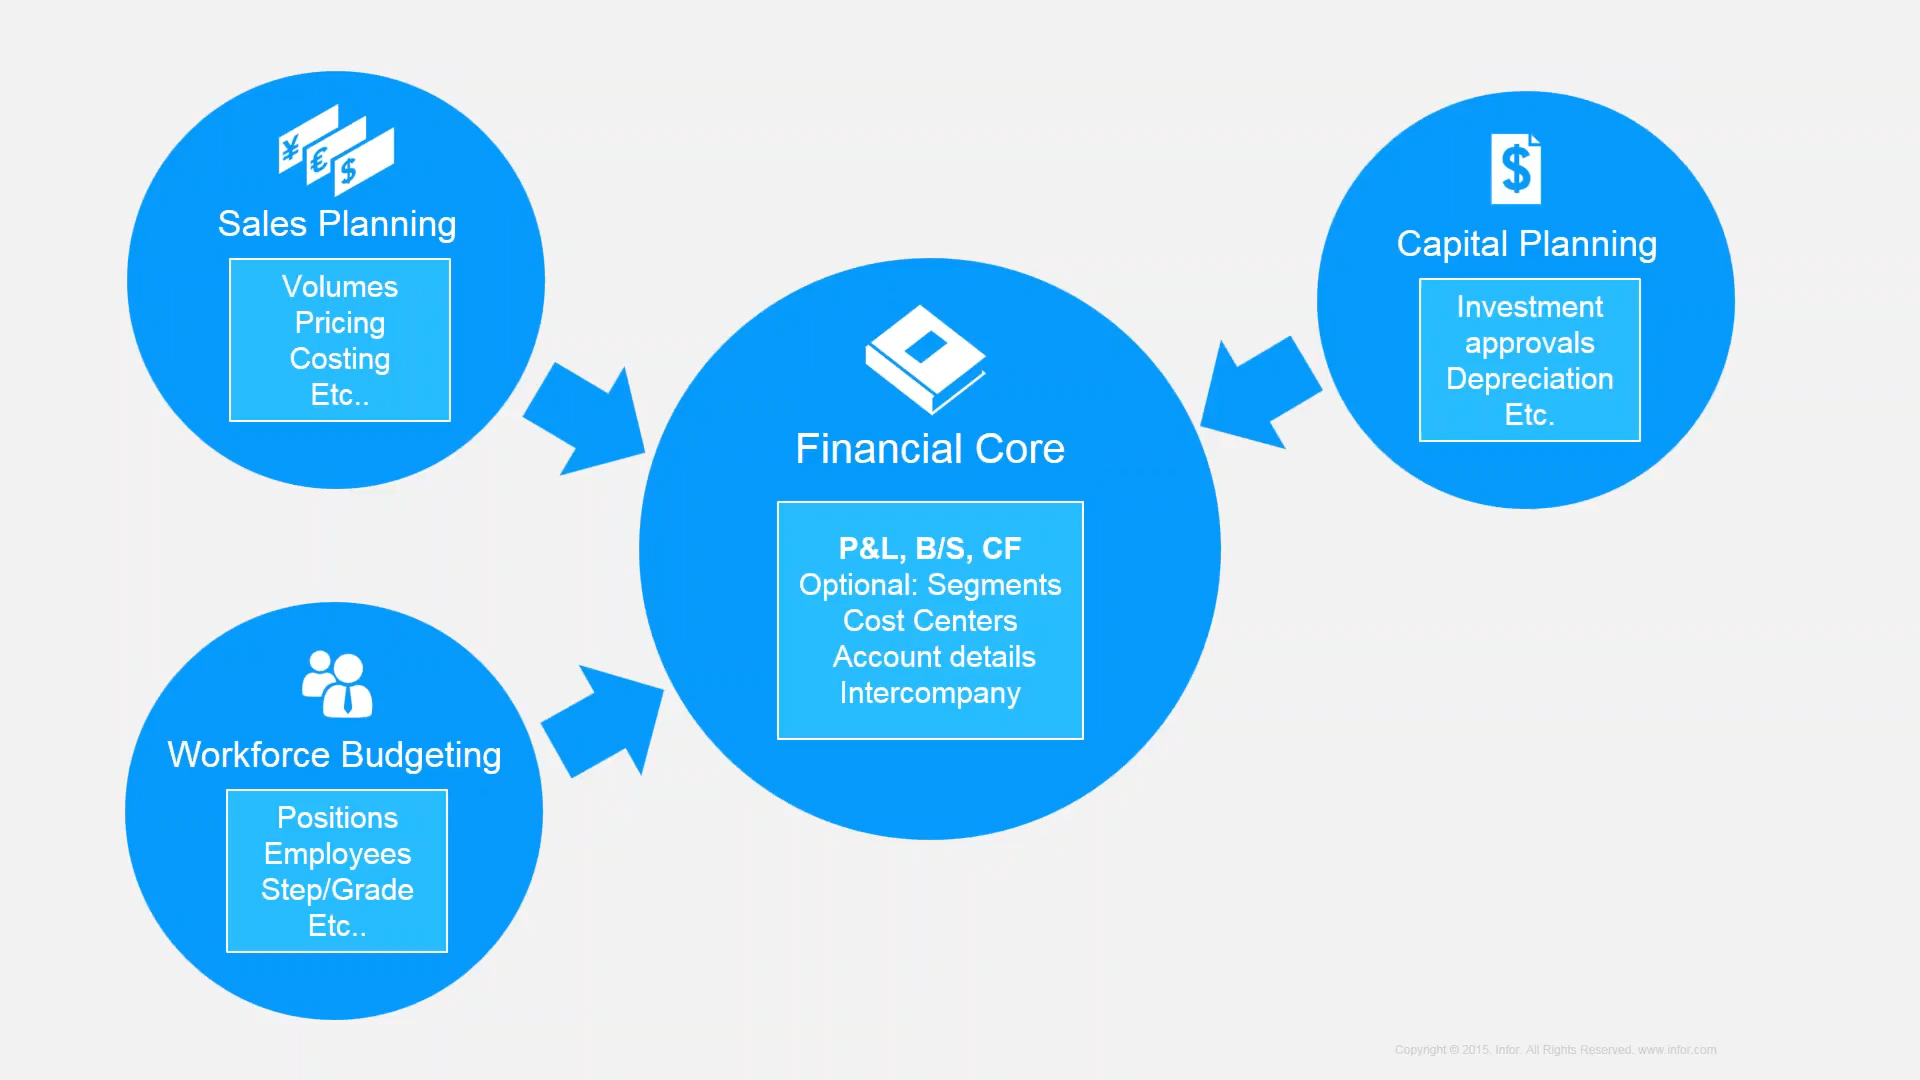 ¥
€
$
Sales Planning
Volumes
Pricing
Costing
Etc..
$
Capital Planning
Investment
approvals
Depreciation
Etc.
Financial Core
P&L, B/S, CF
Optional: Segments
Cost Centers
Account details
Intercompany
Workforce Budgeting
Positions
Employees
Step/Grade
Etc..
Copyright © 2015. Infor. All Rights Reserved. www.infor.com